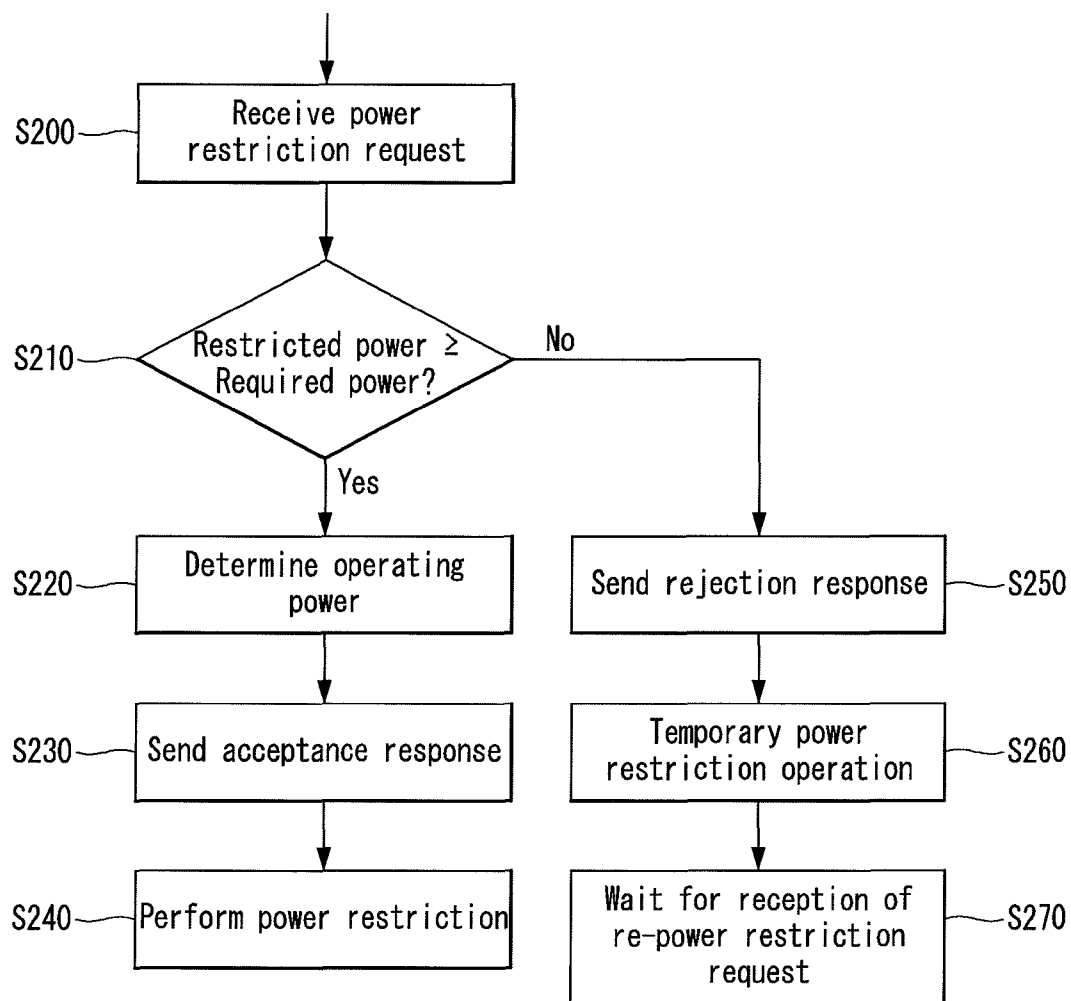 S200
Receive power
restriction request
S210
Restricted power ≥
Required power?
No
Yes
S220
Determine operating
power
Send rejection response
S250
S230
Send acceptance response
Temporary power
restriction operation
S260
S240
Perform power restriction
Wait for reception of
re-power restriction
request
S270